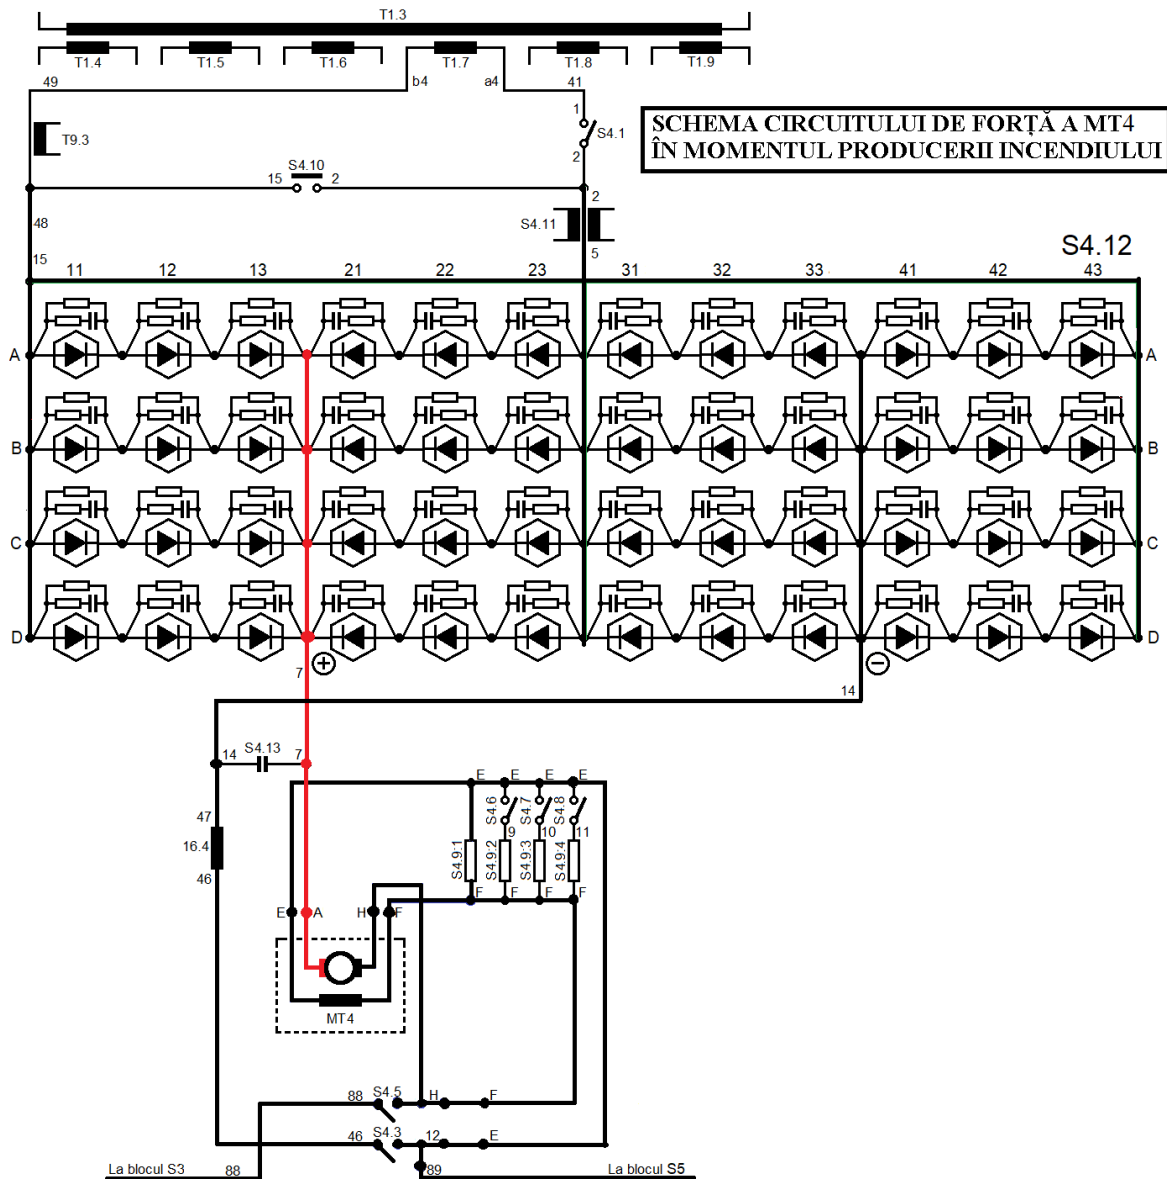 T1.3
T1.4 T1.5 T1.6 T1.7 T1.8 T1.9
49 b4 a4 41
1
S4.1
2
T9.3
SCHEMA CIRCUITULUI DE FORȚĂ A MT4
ÎN MOMENTUL PRODUCERII INCENDIULUI
S4.10
15 2
2
48 S4.11
5
S4.12
15
11 12 13 21 22 23 31 32 33 41 42 43
A A
B B
C C
D D
+ −
7 14
14 S4.13 7
E E E E
S4.6 S4.7 S4.8
47
9 10 11
16.4
S4.9:1 S4.9:2 S4.9:3 S4.9:4
46
F F F F
E A H F
MT4
88 S4.5 H F
46 S4.3 12 E
La blocul S3 88 89 La blocul S5